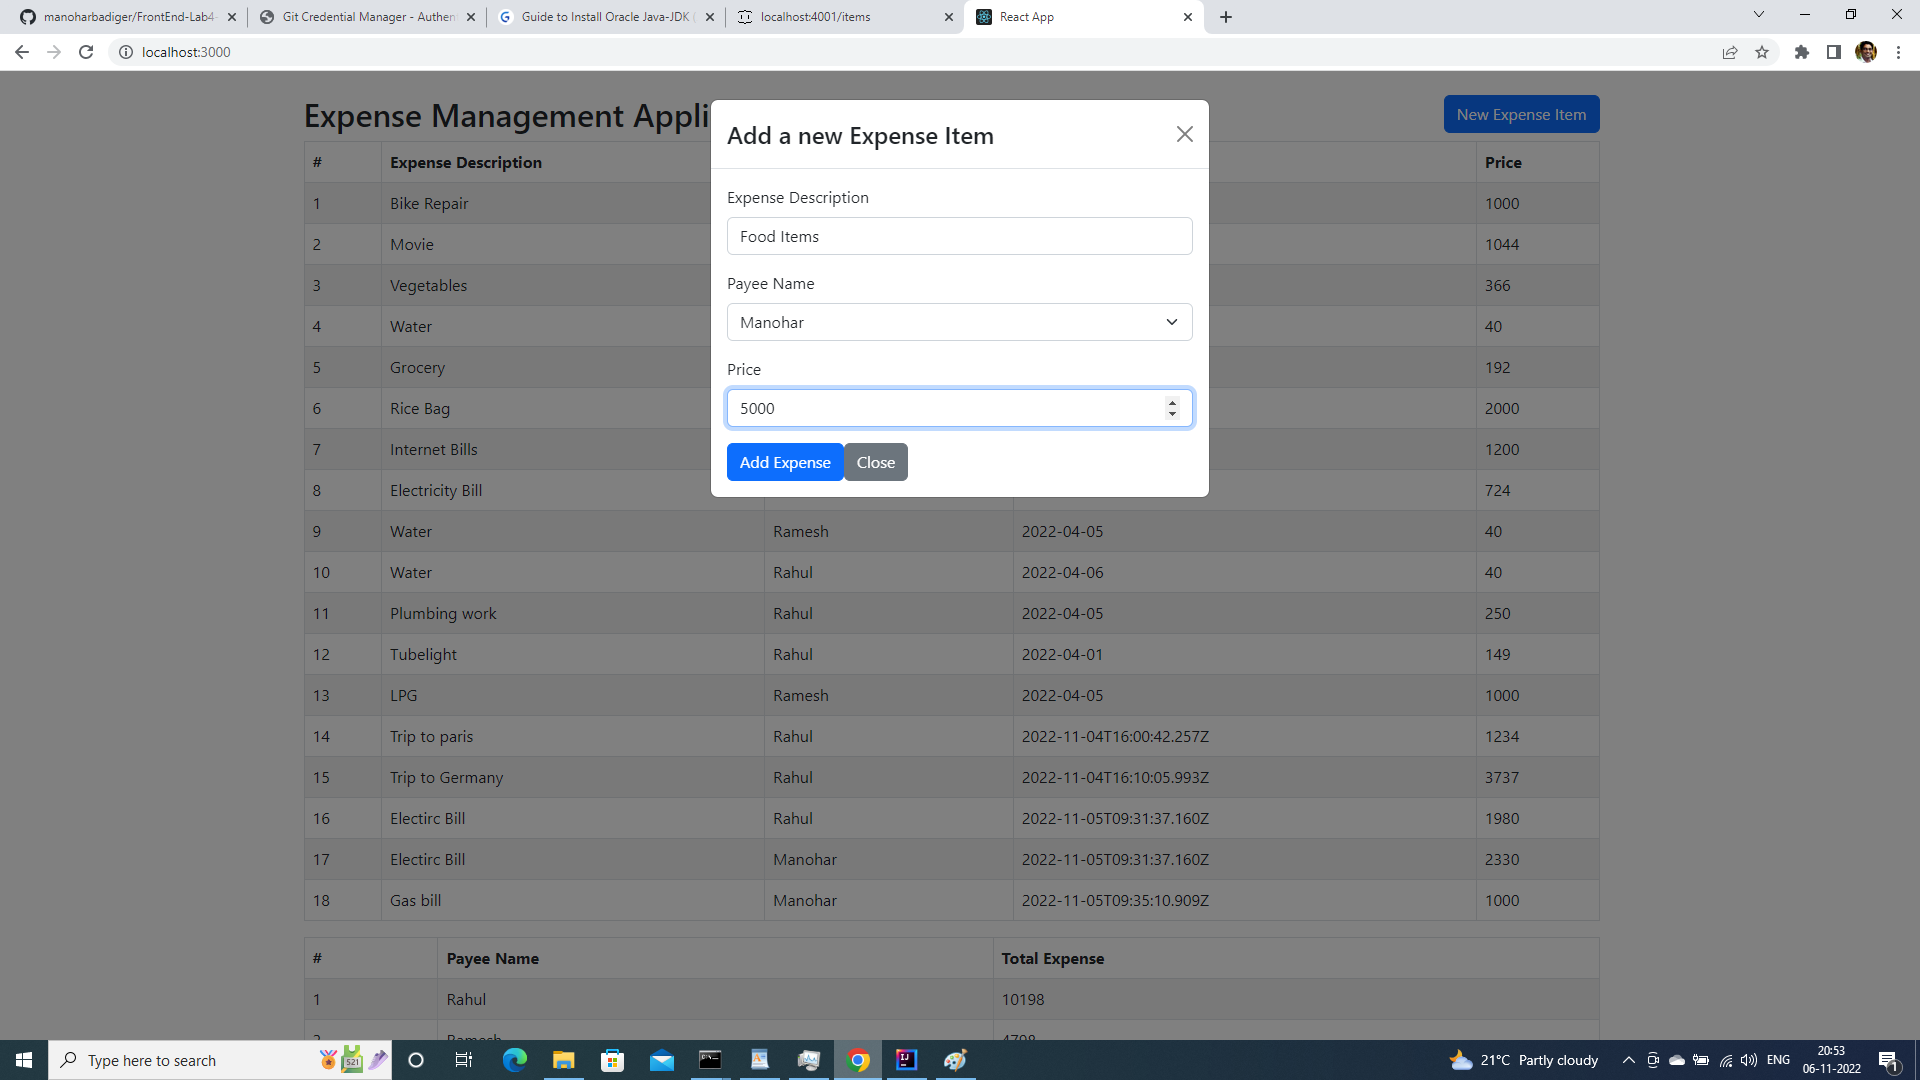 manoharbadiger/FrontEnd-Lab4- Git Credential Manager - Authen Guide to Install Oracle Java-JDK ( localhost:4001/items React App
localhost:3000
Expense Management Appli New Expense Item
Add a new Expense Item
# Expense Description Price
1 Bike Repair 1000
2 Movie 1044
3 Vegetables 366
4 Water 40
5 Grocery 192
6 Rice Bag 2000
7 Internet Bills 1200
8 Electricity Bill 724
Expense Description
Food Items
Payee Name
Manohar
Price
5000
Add Expense Close
9 Water Ramesh 2022-04-05 40
10 Water Rahul 2022-04-06 40
11 Plumbing work Rahul 2022-04-05 250
12 Tubelight Rahul 2022-04-01 149
13 LPG Ramesh 2022-04-05 1000
14 Trip to paris Rahul 2022-11-04T16:00:42.257Z 1234
15 Trip to Germany Rahul 2022-11-04T16:10:05.993Z 3737
16 Electirc Bill Rahul 2022-11-05T09:31:37.160Z 1980
17 Electirc Bill Manohar 2022-11-05T09:31:37.160Z 2330
18 Gas bill Manohar 2022-11-05T09:35:10.909Z 1000
# Payee Name Total Expense
1 Rahul 10198
2 Ramesh 4798
Type here to search 521 21°C Partly cloudy ENG 20:53
06-11-2022 1